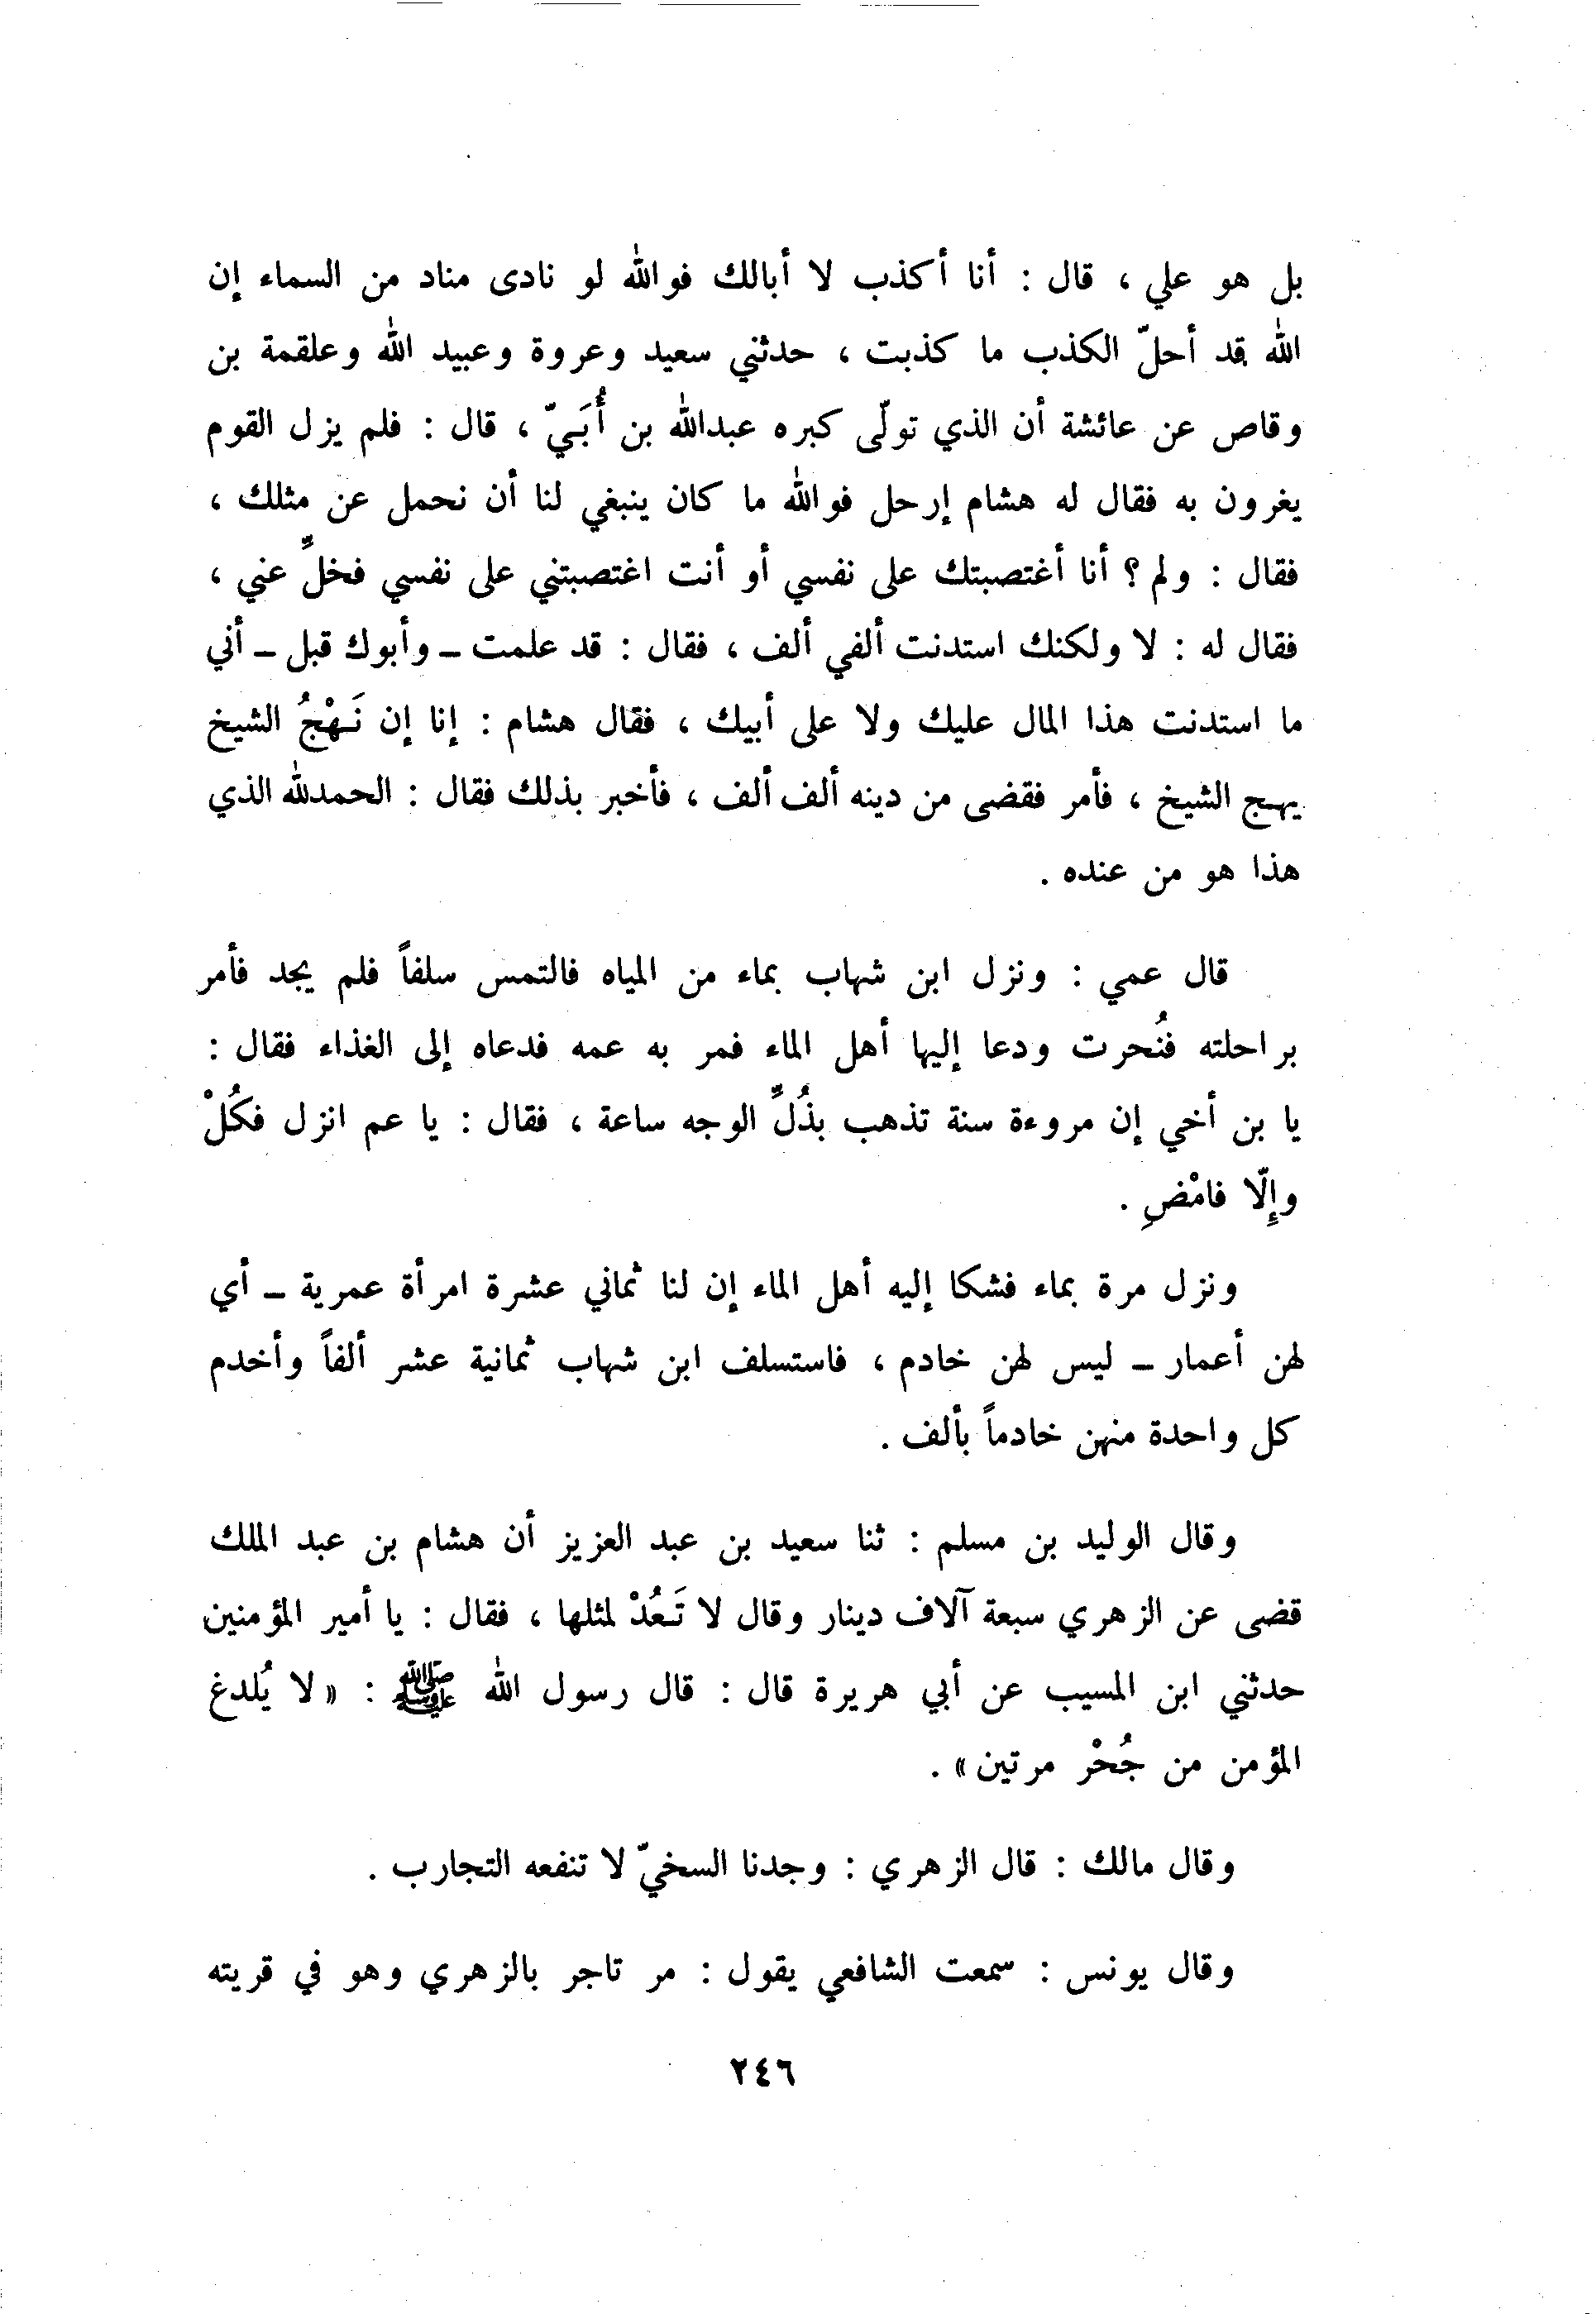 بل هو علي ، قال : أنا أكذب لا أبالك فوالله لو نادى مناد من السماء إن
الله قد أحلّ الكذب ما كذبت ، حدثني سعيد وعروة وعبيد الله وعلقمة بن
وقاص عن عائشة أن الذي تولّى كبره عبدالله بن أُبَيّ ، قال : فلم يزل القوم
يغرون به فقال له هشام إرحل فوالله ما كان ينبغي لنا أن نحمل عن مثلك ،
فقال : ولم ؟ أنا أغتصبتك على نفسي أو أنت اغتصبتني على نفسي فخلٍّ عني ،
فقال له : لا ولكنك استدنت ألفي ألف ، فقال : قد علمت - وأبوك قبل - أني
ما استدنت هذا المال عليك ولا على أبيك ، فقال هشام : إنا إن نَهْجُ الشيخ
يهج الشيخ ، فأمر فقضى من دينه ألف ألف ، فأخبر بذلك فقال : الحمدلله الذي
هذا هو من عنده .
قال عمي : ونزل ابن شهاب بماء من المياه فالتمس سلفاً فلم يجد فأمر
براحلته فنُحرت ودعا إليها أهل الماء فمر به عمه فدعاه إلى الغذاء فقال :
يا بن أخي إن مروءة سنة تذهب بذُلٍّ الوجه ساعة ، فقال : يا عم انزل فكُلْ
وإِلّا فامْضِ .
ونزل مرة بماء فشكا إليه أهل الماء إن لنا ثماني عشرة امرأة عمرية - أي
لهن أعمار - ليس لهن خادم ، فاستسلف ابن شهاب ثمانية عشر ألفاً وأخدم
كل واحدة منهن خادماً بألف .
وقال الوليد بن مسلم : ثنا سعيد بن عبد العزيز أن هشام بن عبد الملك
قضى عن الزهري سبعة آلاف دينار وقال لا تَعُدْ لمثلها ، فقال : يا أمير المؤمنين
حدثني ابن المسيب عن أبي هريرة قال : قال رسول الله ﷺ : « لا يُلدغ
المؤمن من جُحْر مرتين» .
وقال مالك : قال الزهري : وجدنا السخيّ لا تنفعه التجارب .
وقال يونس : سمعت الشافعي يقول : مر تاجر بالزهري وهو في قريته
٢٤٦